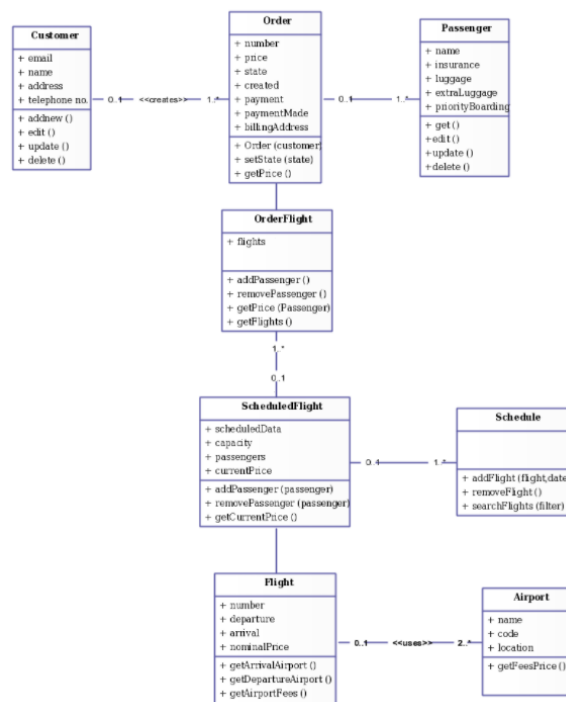 Customer
+ email
+ name
+ address
+ telephone no.
+ addnew ()
+ edit ()
+ update ()
+ delete ()
0..1
<<creates>>
1..*
Order
+ number
+ price
+ state
+ created
+ payment
+ paymentMade
+ billingAddress
+ Order (customer)
+ setState (state)
+ getPrice ()
0..1
1..*
Passenger
+ name
+ insurance
+ luggage
+ extraLuggage
+ priorityBoarding
+ get ()
+edit ()
+update ()
+delete ()
OrderFlight
+ flights
+ addPassenger ()
+ removePassenger ()
+ getPrice (Passenger)
+ getFlights ()
1..*
0..1
ScheduledFlight
+ scheduledData
+ capacity
+ passengers
+ currentPrice
+ addPassenger (passenger)
+ removePassenger (passenger)
+ getCurrentPrice ()
1..*
Schedule
+ addFlight (flight,date
+ removeFlight ()
+ searchFlights (filter)
Flight
+ number
+ departure
+ arrival
+ nominalPrice
+ getArrivalAirport ()
+ getDepartureAirport ()
+ getAirportFees ()
0..1
<<uses>>
2..*
Airport
+ name
+ code
+ location
+ getFeesPrice ()